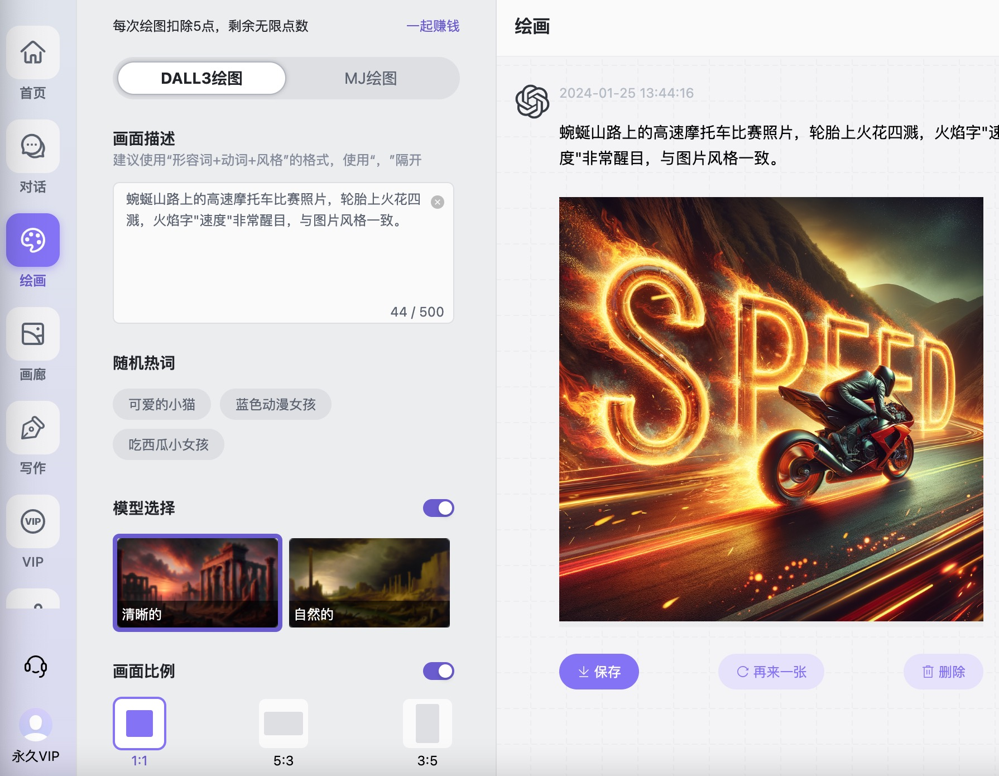 首页
对话
绘画
画廊
写作
VIP
VIP
永久VIP
每次绘图扣除5点，剩余无限点数
一起赚钱
DALL3绘图
MJ绘图
画面描述
建议使用“形容词+动词+风格”的格式，使用“，”隔开
蜿蜒山路上的高速摩托车比赛照片，轮胎上火花四
溅，火焰字"速度"非常醒目，与图片风格一致。
44 / 500
随机热词
可爱的小猫
蓝色动漫女孩
吃西瓜小女孩
模型选择
清晰的
自然的
画面比例
1:1
5:3
3:5
绘画
2024-01-25 13:44:16
蜿蜒山路上的高速摩托车比赛照片，轮胎上火花四溅，火焰字"速
度"非常醒目，与图片风格一致。
SPEED
保存
再来一张
删除